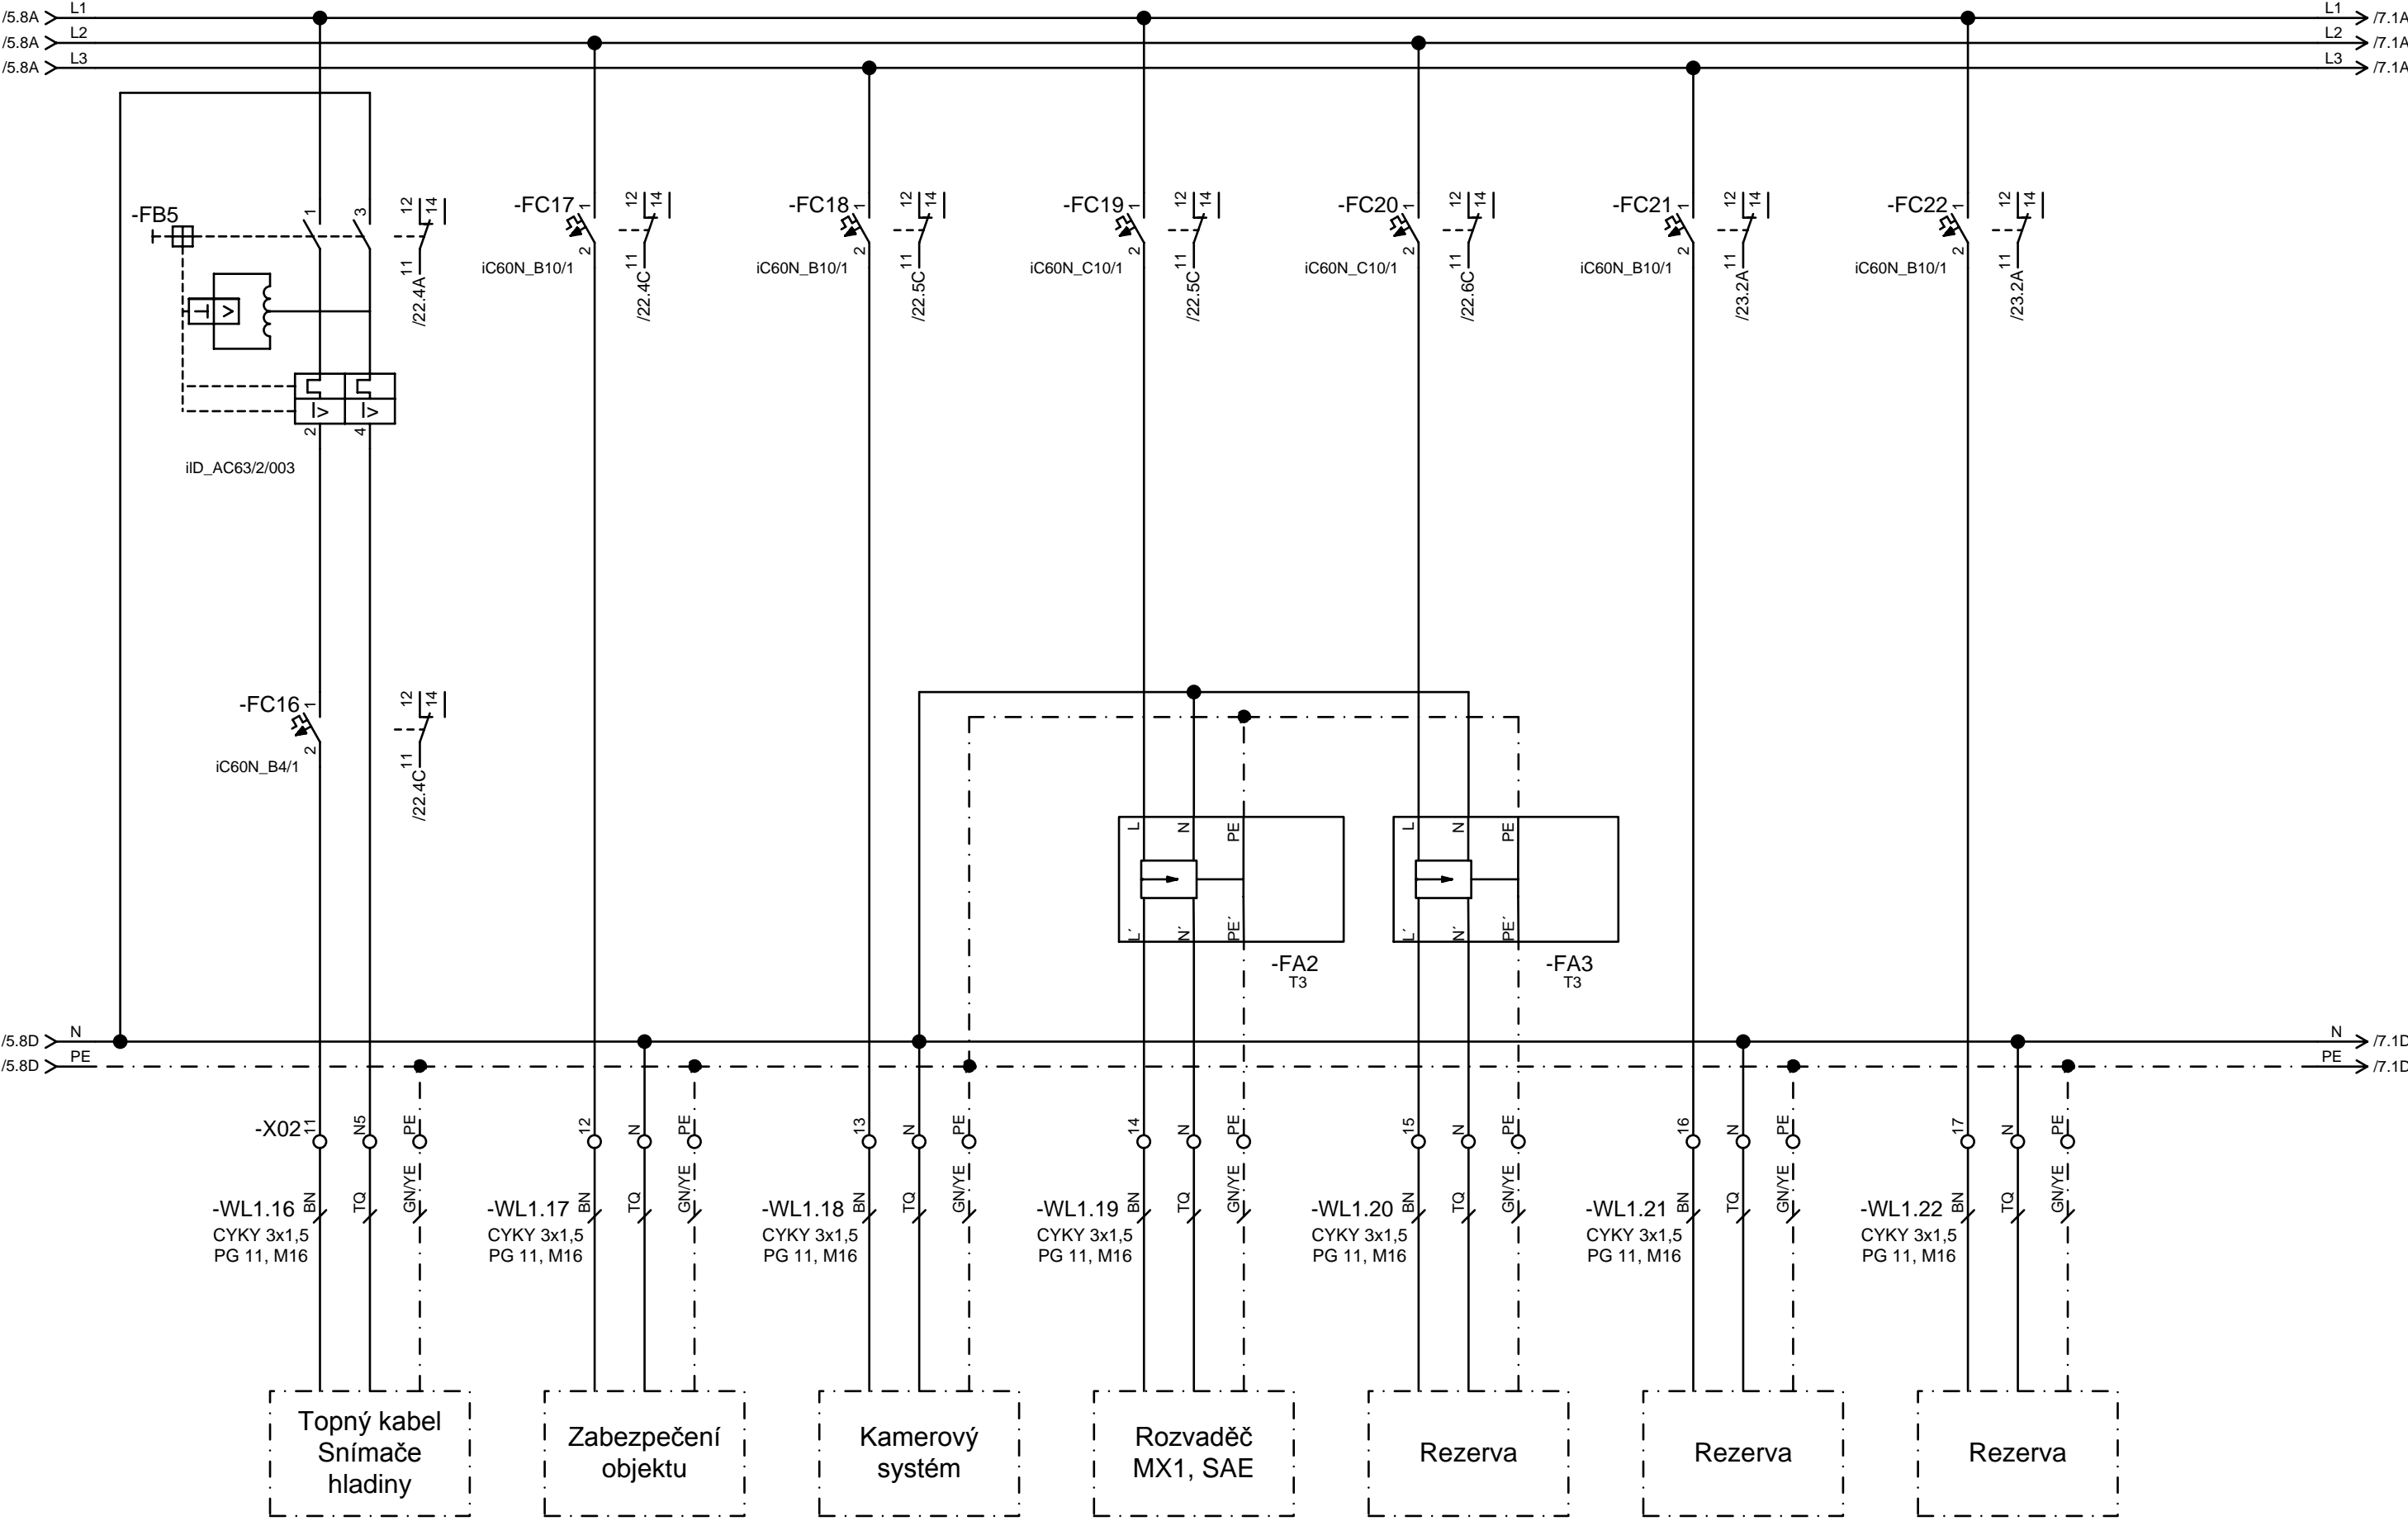 /5.8A L1 L1 /7.1A
/5.8A L2 L2 /7.1A
/5.8A L3 L3 /7.1A
-FB5 1 3 12 14
11 /22.4A
I> I>
2 4
iID_AC63/2/003
-FC17 1 12 14
2 11 /22.4C
iC60N_B10/1
-FC18 1 12 14
2 11 /22.5C
iC60N_B10/1
-FC19 1 12 14
2 11 /22.5C
iC60N_C10/1
-FC20 1 12 14
2 11 /22.6C
iC60N_C10/1
-FC21 1 12 14
2 11 /23.2A
iC60N_B10/1
-FC22 1 12 14
2 11 /23.2A
iC60N_B10/1
-FC16 1 12 14
2 11 /22.4C
iC60N_B4/1
L N PE
L´ N´ PE´
-FA2
T3
L N PE
L´ N´ PE´
-FA3
T3
/5.8D N N /7.1D
/5.8D PE PE /7.1D
-X02 11 N5 PE 12 N PE 13 N PE 14 N PE 15 N PE 16 N PE 17 N PE
-WL1.16 BN TQ GN/YE
CYKY 3x1,5
PG 11, M16
-WL1.17 BN TQ GN/YE
CYKY 3x1,5
PG 11, M16
-WL1.18 BN TQ GN/YE
CYKY 3x1,5
PG 11, M16
-WL1.19 BN TQ GN/YE
CYKY 3x1,5
PG 11, M16
-WL1.20 BN TQ GN/YE
CYKY 3x1,5
PG 11, M16
-WL1.21 BN TQ GN/YE
CYKY 3x1,5
PG 11, M16
-WL1.22 BN TQ GN/YE
CYKY 3x1,5
PG 11, M16
Topný kabel
Snímače
hladiny
Zabezpečení
objektu
Kamerový
systém
Rozvaděč
MX1, SAE
Rezerva
Rezerva
Rezerva